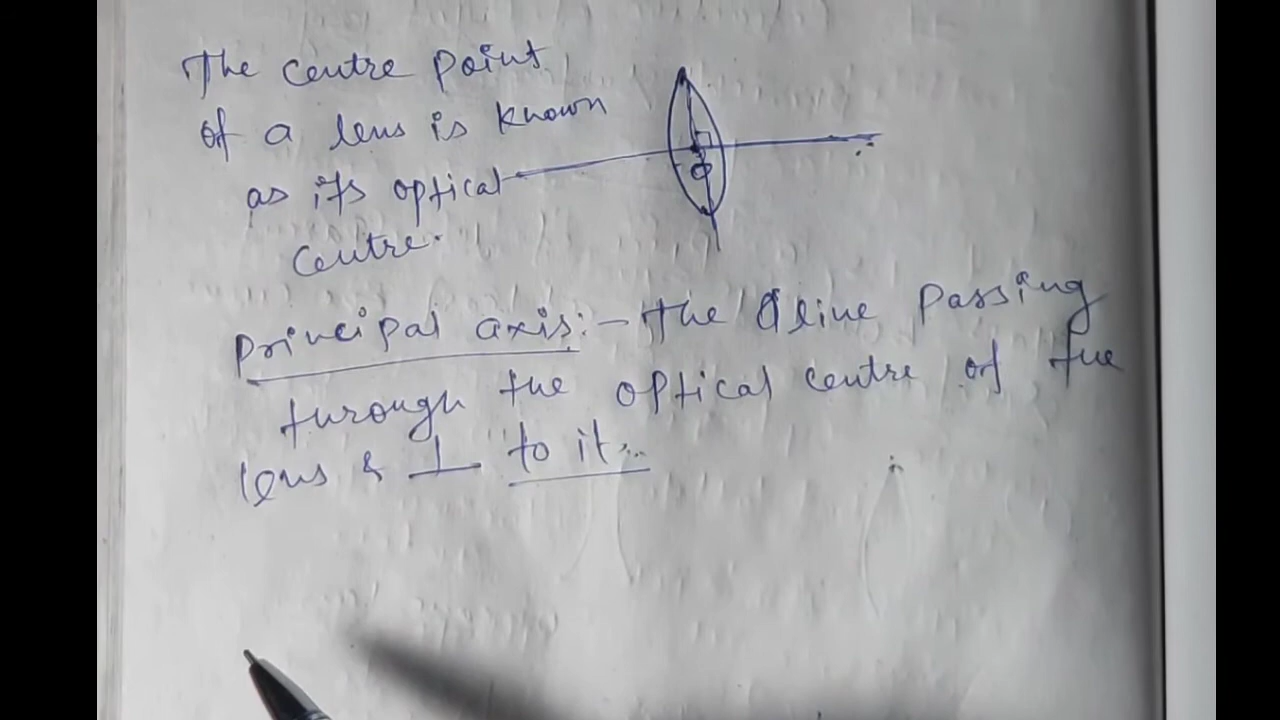 The centre point
of a lens is known
as its optical
centre.
O
Principal axis:- The line passing
through the optical centre of the
lens & ⊥ to it.